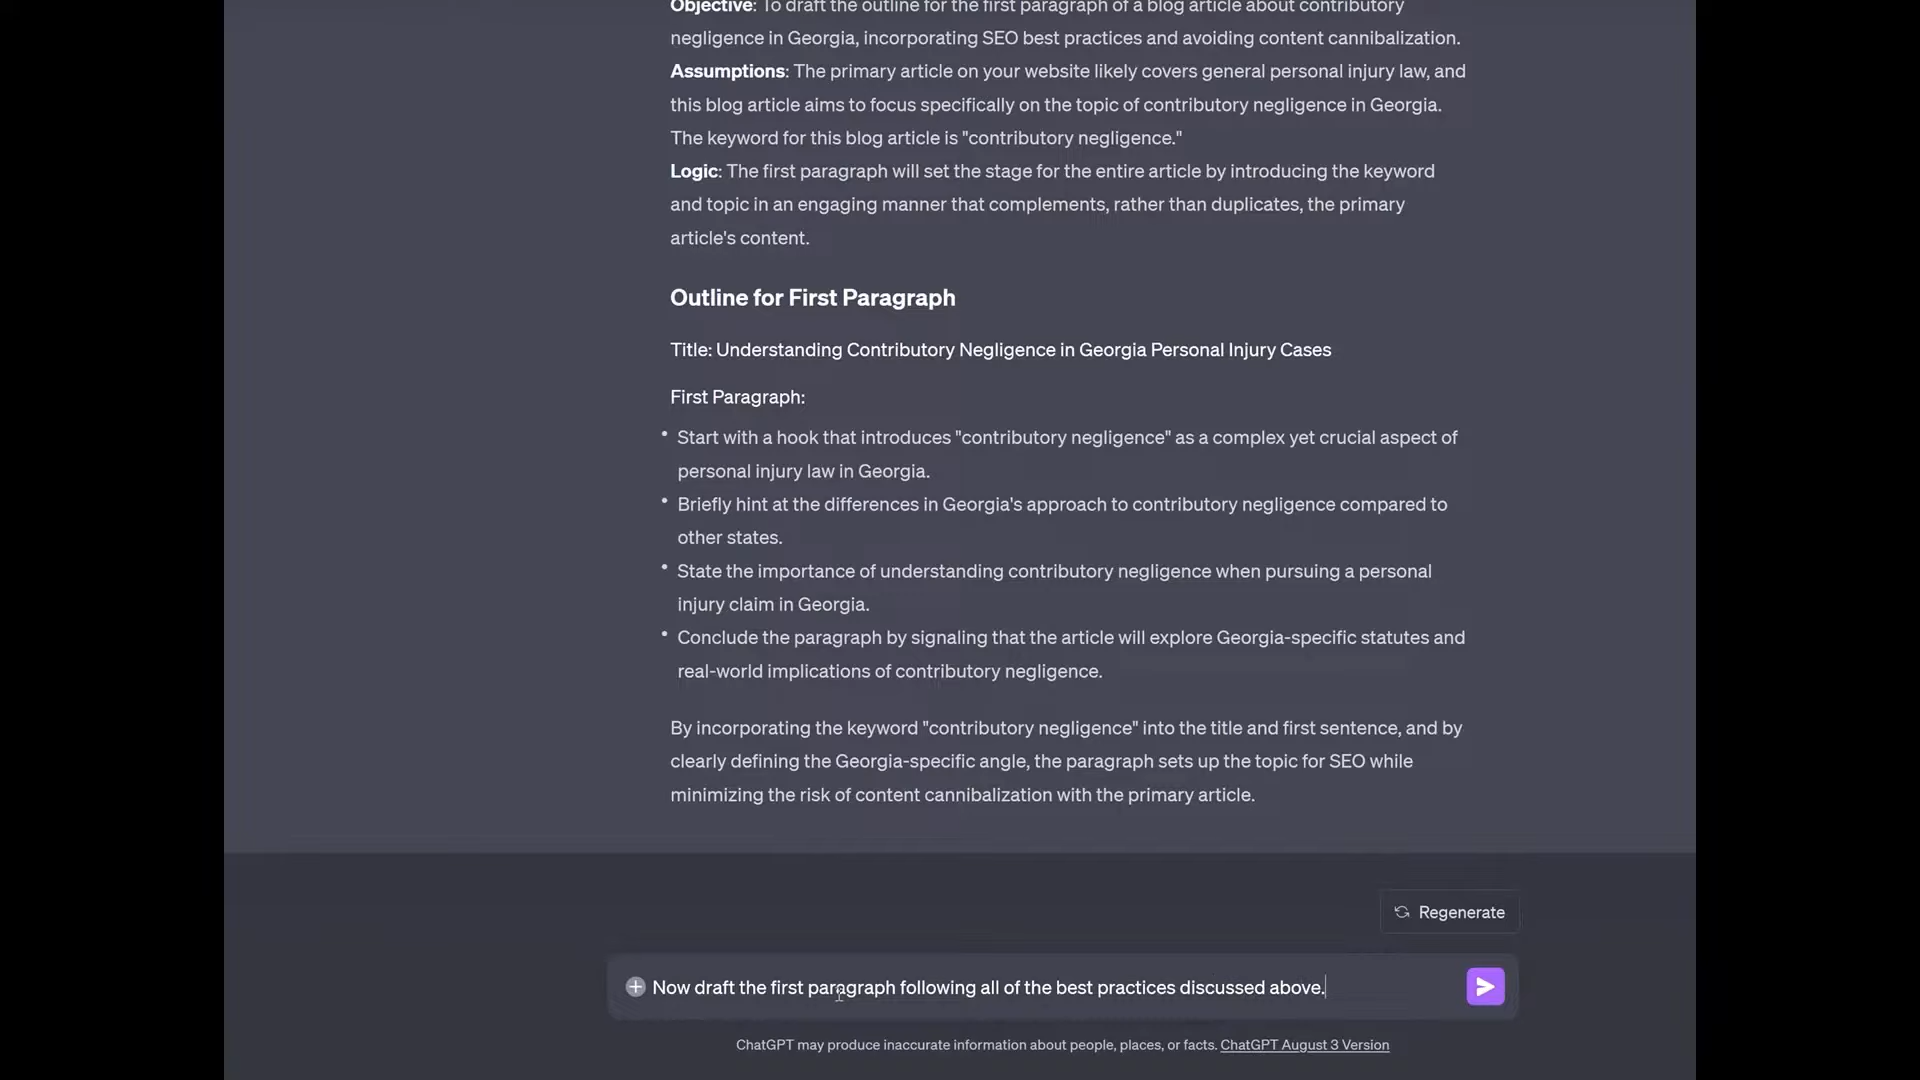 Objective: To draft the outline for the first paragraph of a blog article about contributory
negligence in Georgia, incorporating SEO best practices and avoiding content cannibalization.
Assumptions: The primary article on your website likely covers general personal injury law, and
this blog article aims to focus specifically on the topic of contributory negligence in Georgia.
The keyword for this blog article is "contributory negligence."
Logic: The first paragraph will set the stage for the entire article by introducing the keyword
and topic in an engaging manner that complements, rather than duplicates, the primary
article's content.
Outline for First Paragraph
Title: Understanding Contributory Negligence in Georgia Personal Injury Cases
First Paragraph:
• Start with a hook that introduces "contributory negligence" as a complex yet crucial aspect of
personal injury law in Georgia.
• Briefly hint at the differences in Georgia's approach to contributory negligence compared to
other states.
• State the importance of understanding contributory negligence when pursuing a personal
injury claim in Georgia.
• Conclude the paragraph by signaling that the article will explore Georgia-specific statutes and
real-world implications of contributory negligence.
By incorporating the keyword "contributory negligence" into the title and first sentence, and by
clearly defining the Georgia-specific angle, the paragraph sets up the topic for SEO while
minimizing the risk of content cannibalization with the primary article.
Regenerate
Now draft the first paragraph following all of the best practices discussed above.
ChatGPT may produce inaccurate information about people, places, or facts. ChatGPT August 3 Version